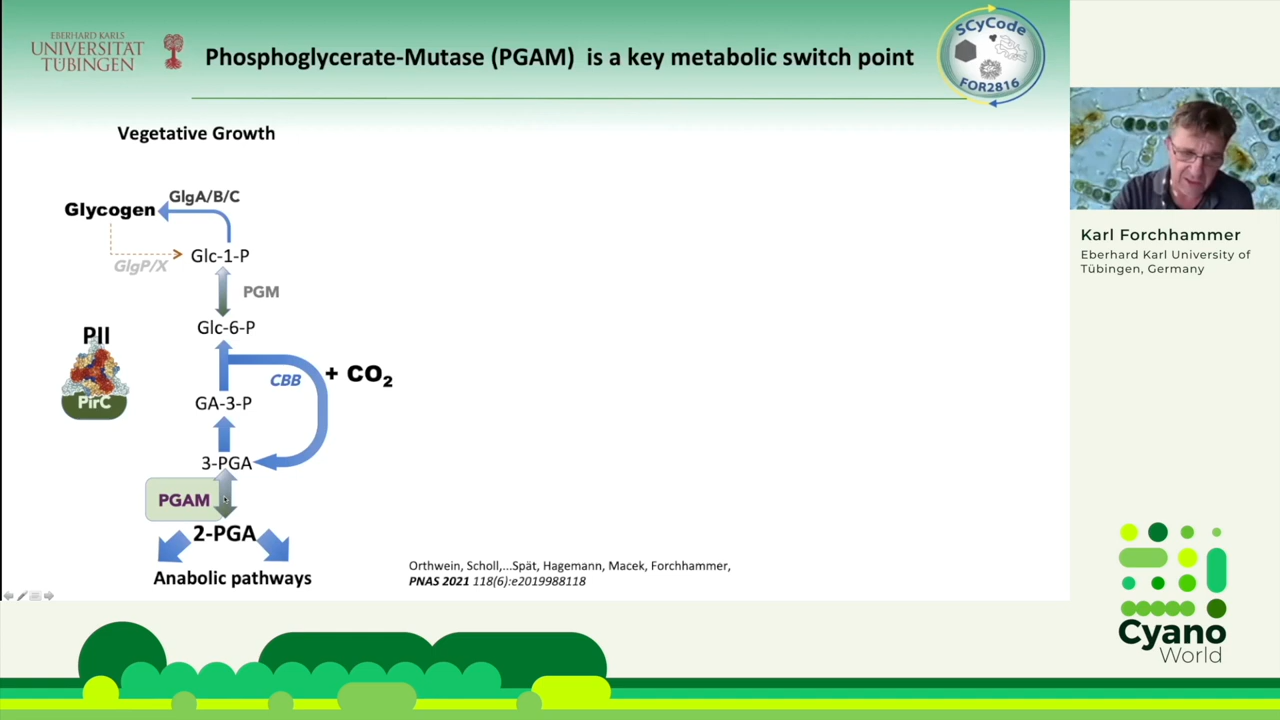 EBERHARD KARLS
UNIVERSITÄT
TÜBINGEN
Phosphoglycerate-Mutase (PGAM) is a key metabolic switch point
SCyCode
FOR2816
Vegetative Growth
GlgA/B/C
Glycogen
Glc-1-P
GlgP/X
PGM
Glc-6-P
PII
PirC
CBB
+ CO2
GA-3-P
3-PGA
PGAM
2-PGA
Anabolic pathways
Orthwein, Scholl,...Spät, Hagemann, Macek, Forchhammer,
PNAS 2021 118(6):e2019988118
Karl Forchhammer
Eberhard Karl University of
Tübingen, Germany
Cyano
World